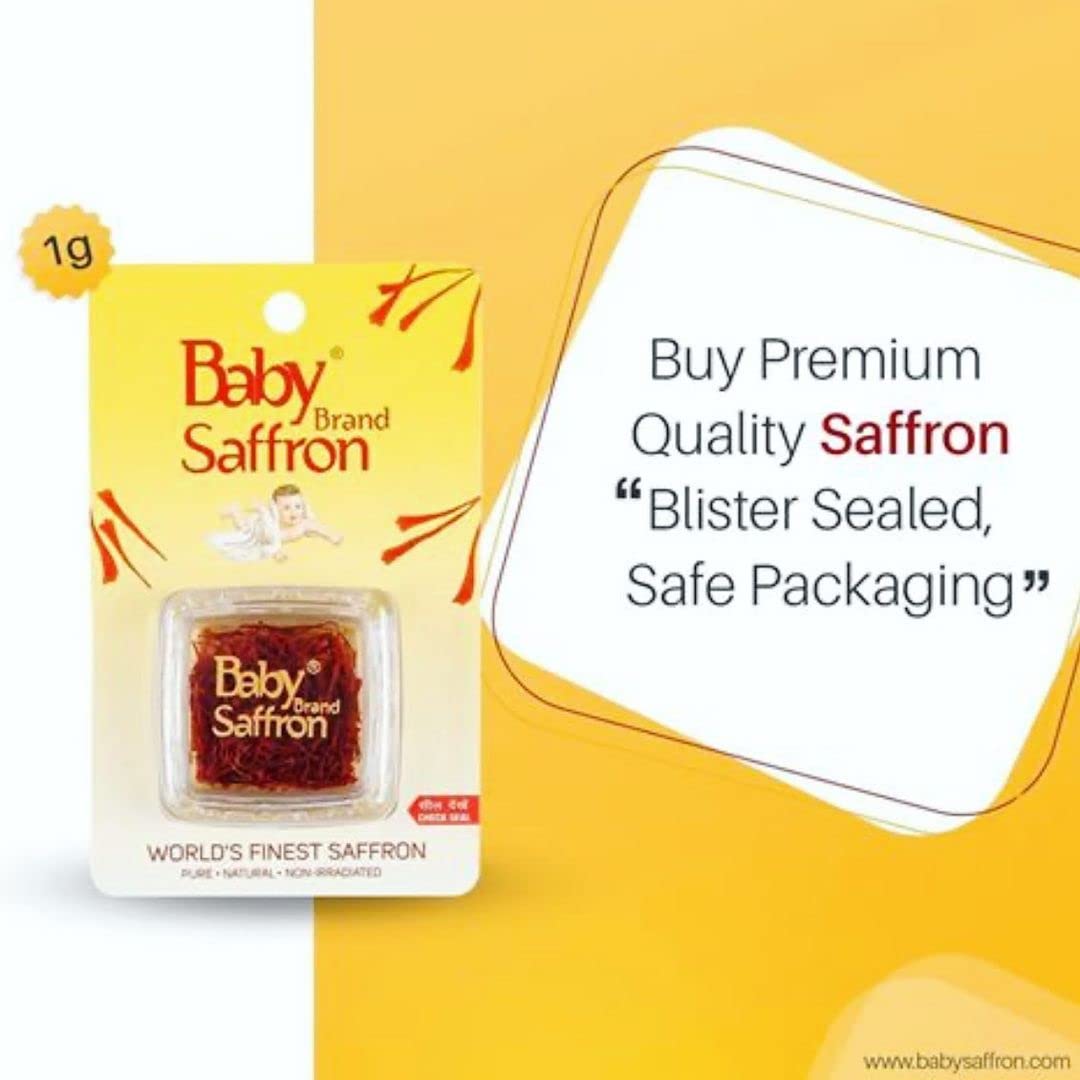 1g
Baby®
Brand
Saffron
Baby®
Brand
Saffron
सील देखें
CHECK SEAL
WORLD'S FINEST SAFFRON
PURE • NATURAL • NON-IRRADIATED
Buy Premium
Quality Saffron
“Blister Sealed,
Safe Packaging”
www.babysaffron.com